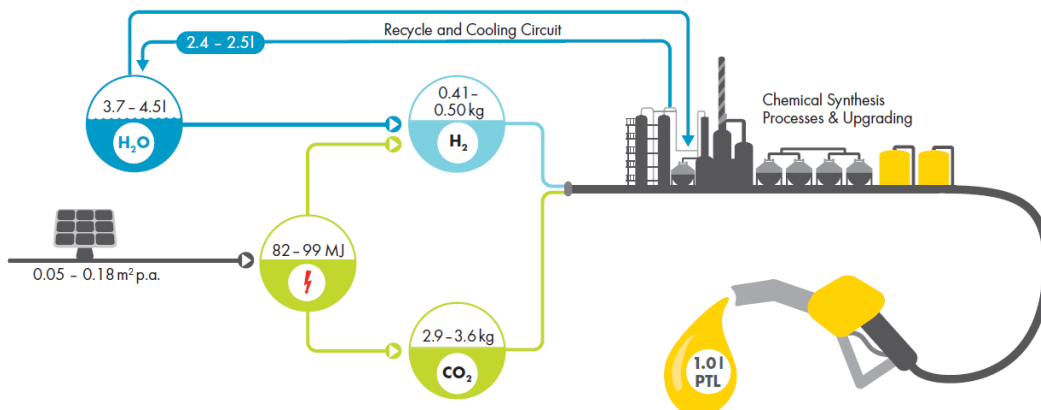 Recycle and Cooling Circuit
2.4 – 2.5 l
3.7 – 4.5 l
H₂O
0.41 –
0.50 kg
H₂
Chemical Synthesis
Processes & Upgrading
82 – 99 MJ
0.05 – 0.18 m² p.a.
2.9 – 3.6 kg
CO₂
1.0 l
PTL